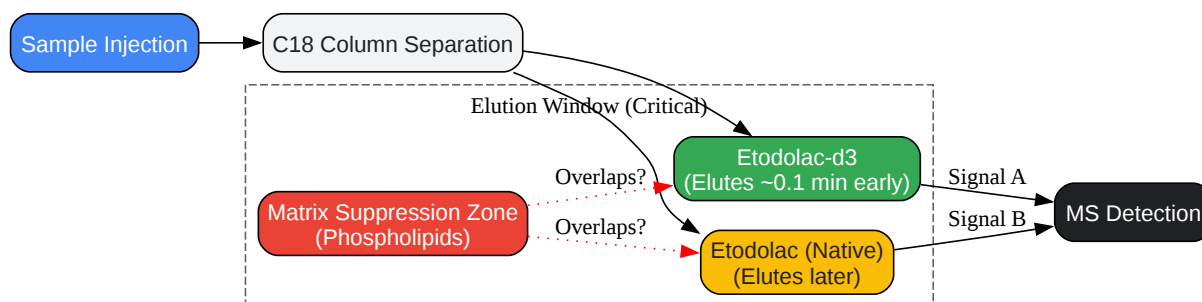 Sample Injection
C18 Column Separation
Elution Window (Critical)
Etodolac-d3
(Elutes ~0.1 min early)
Overlaps?
Signal A
Matrix Suppression Zone
(Phospholipids)
MS Detection
Overlaps?
Signal B
Etodolac (Native)
(Elutes later)